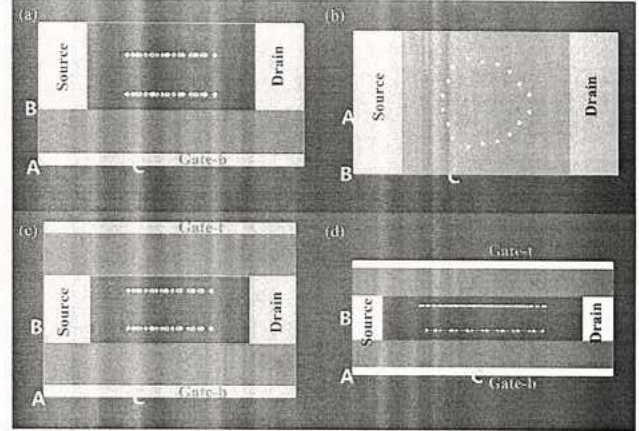 (a)
Source
Drain
B
A
C
Gate-b
(b)
Source
Drain
A
B
C
(c)
Gate-t
Source
Drain
B
A
C
Gate-b
(d)
Gate-t
Source
Drain
B
A
C
Gate-b